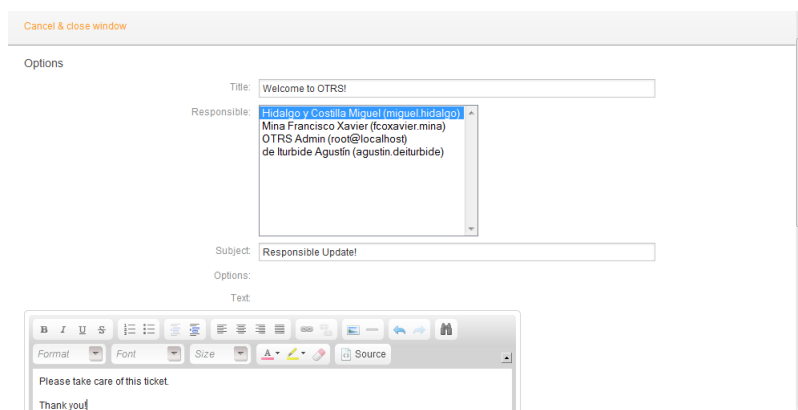 Cancel & close window
Options
Title: Welcome to OTRS!
Responsible: Hidalgo y Costilla Miguel (miguel.hidalgo)
Mina Francisco Xavier (fcoxavier.mina)
OTRS Admin (root@localhost)
de Iturbide Agustín (agustin.deiturbide)
Subject: Responsible Update!
Options:
Text:
B I U S
Format Font Size A Source
Please take care of this ticket.
Thank you!